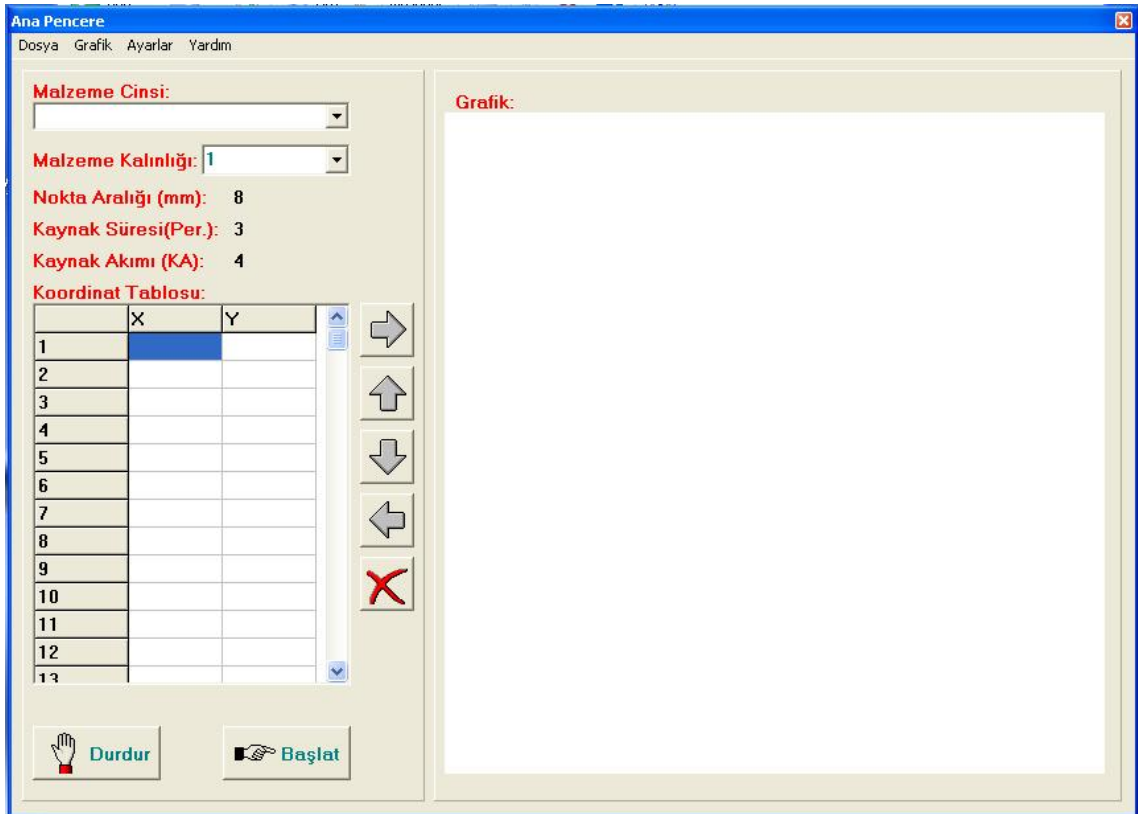 Ana Pencere
Dosya Grafik Ayarlar Yardım
Malzeme Cinsi:
Malzeme Kalınlığı: 1
Nokta Aralığı (mm): 8
Kaynak Süresi(Per.): 3
Kaynak Akımı (KA): 4
Koordinat Tablosu:
X Y
1
2
3
4
5
6
7
8
9
10
11
12
13
Durdur Başlat
Grafik: